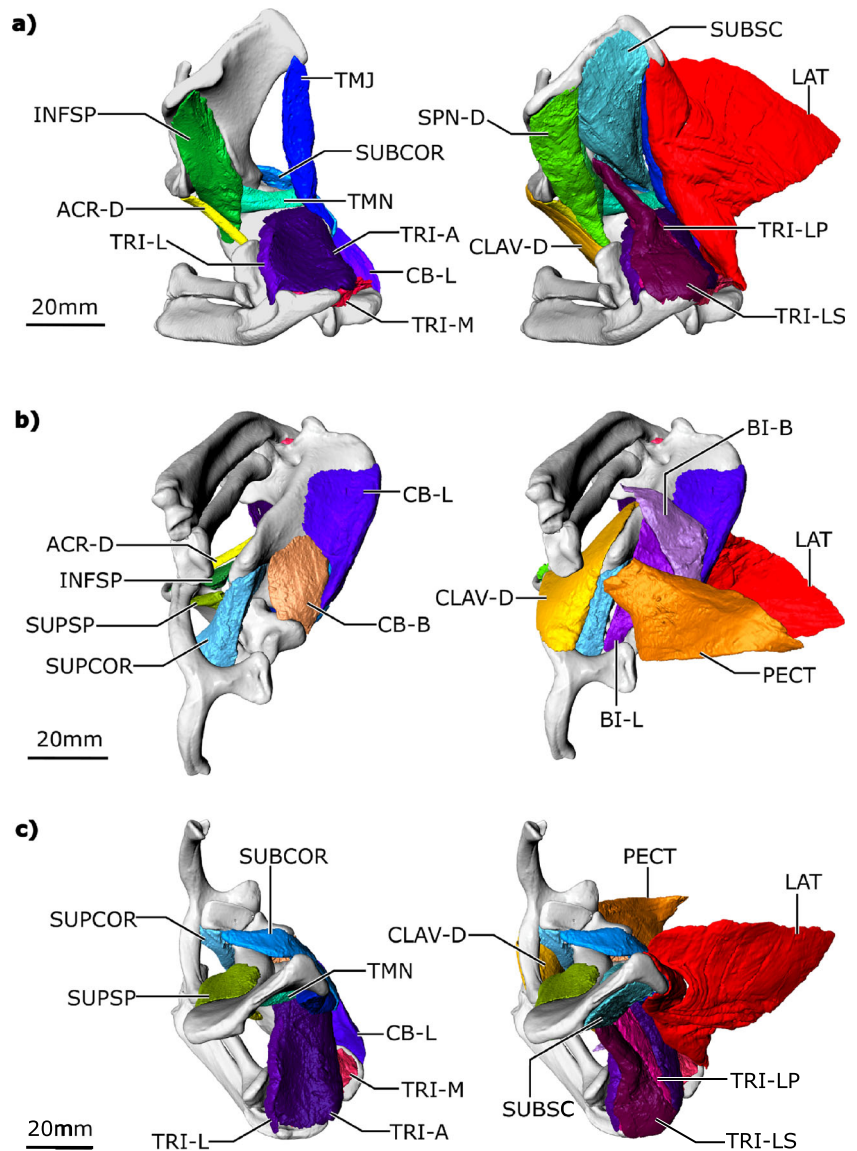 a)
TMJ
INFSP
SUBCOR
TMN
ACR-D
TRI-L
TRI-A
CB-L
TRI-M
20mm
SUBSC
LAT
SPN-D
TRI-LP
CLAV-D
TRI-LS
b)
CB-L
ACR-D
INFSP
SUPSP
CB-B
SUPCOR
20mm
BI-B
LAT
CLAV-D
PECT
BI-L
c)
SUBCOR
SUPCOR
TMN
SUPSP
CB-L
TRI-M
TRI-L
TRI-A
20mm
PECT
LAT
CLAV-D
SUBSC
TRI-LP
TRI-LS